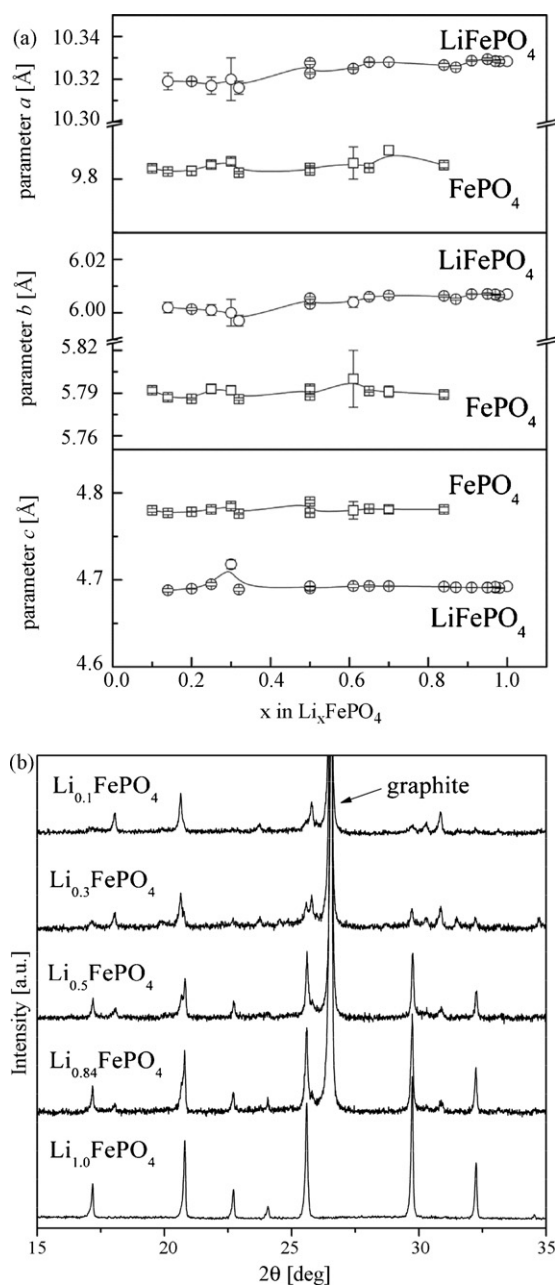 (a)
10.34
10.32
10.30
9.8
parameter a [Å]
LiFePO₄
FePO₄
6.02
6.00
5.82
5.79
5.76
parameter b [Å]
LiFePO₄
FePO₄
4.8
4.7
4.6
parameter c [Å]
FePO₄
LiFePO₄
0.0 0.2 0.4 0.6 0.8 1.0
x in LiₓFePO₄
(b)
Li₀.₁FePO₄
graphite
Li₀.₃FePO₄
Li₀.₅FePO₄
Li₀.₈₄FePO₄
Li₁.₀FePO₄
Intensity [a.u.]
15 20 25 30 35
2θ [deg]